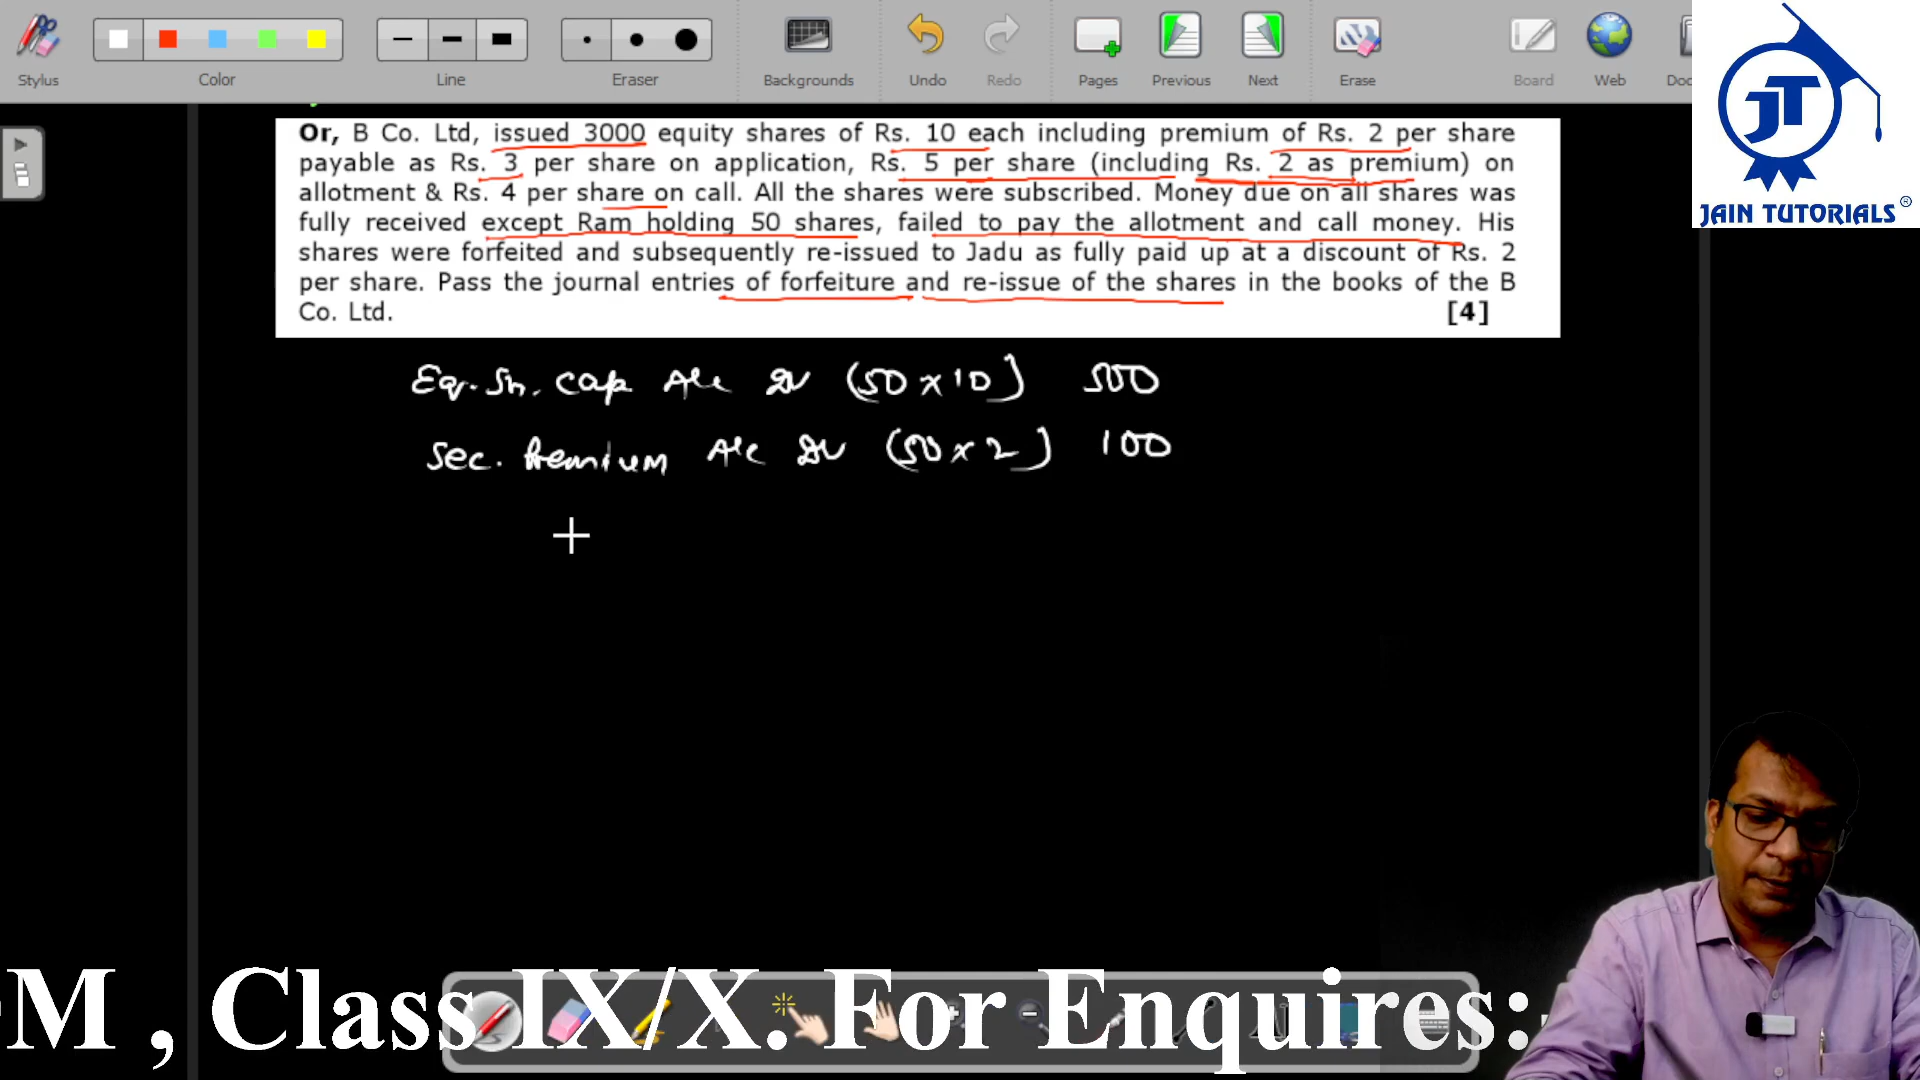 Stylus
Color
Line
Eraser
Backgrounds
Undo
Redo
Pages
Previous
Next
Erase
Board
Web
JT
JAIN TUTORIALS®
Or, B Co. Ltd, issued 3000 equity shares of Rs. 10 each including premium of Rs. 2 per share
payable as Rs. 3 per share on application, Rs. 5 per share (including Rs. 2 as premium) on
allotment & Rs. 4 per share on call. All the shares were subscribed. Money due on all shares was
fully received except Ram holding 50 shares, failed to pay the allotment and call money. His
shares were forfeited and subsequently re-issued to Jadu as fully paid up at a discount of Rs. 2
per share. Pass the journal entries of forfeiture and re-issue of the shares in the books of the B
Co. Ltd. [4]
Eq. Sh. Cap A/c Dr (50 x 10) 500
Sec. Premium A/c Dr (50 x 2) 100
M , Class IX/X. For Enquires: